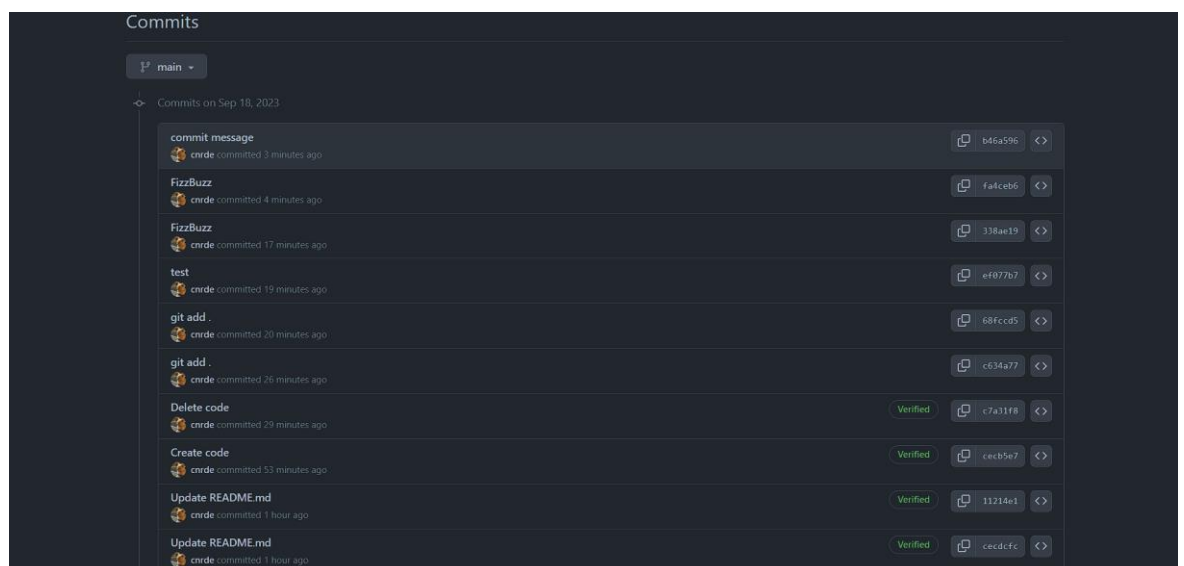 Commits
main
Commits on Sep 18, 2023
commit message
b46a596
cnrde committed 3 minutes ago
FizzBuzz
fa4ceb6
cnrde committed 4 minutes ago
FizzBuzz
338ae19
cnrde committed 17 minutes ago
test
ef077b7
cnrde committed 19 minutes ago
git add .
68fccd5
cnrde committed 20 minutes ago
git add .
c634a77
cnrde committed 26 minutes ago
Delete code
Verified c7a31f8
cnrde committed 29 minutes ago
Create code
Verified cecb5e7
cnrde committed 53 minutes ago
Update README.md
Verified 11214e1
cnrde committed 1 hour ago
Update README.md
Verified cecdcfc
cnrde committed 1 hour ago